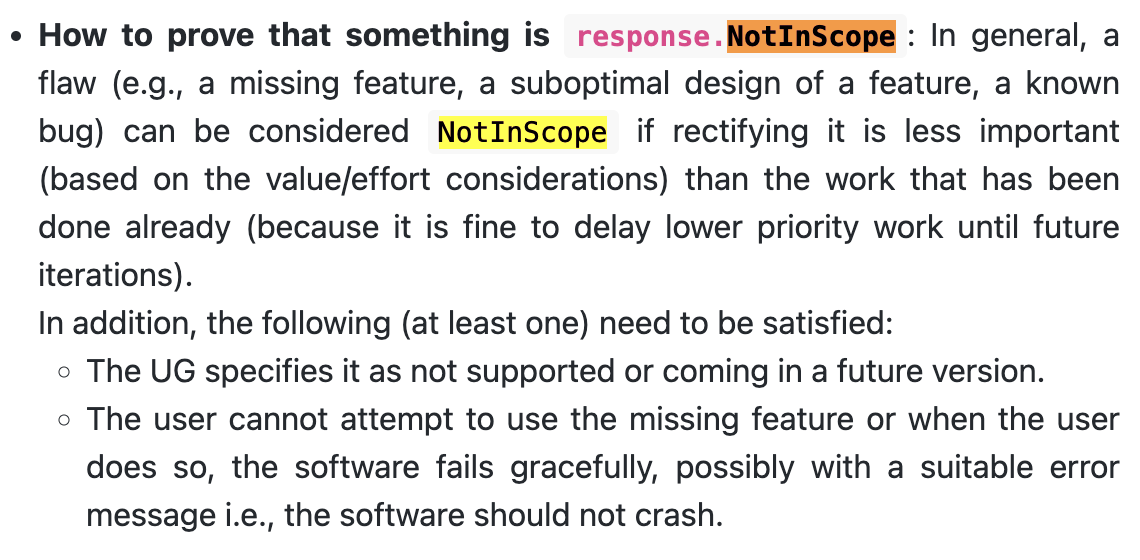 • How to prove that something is response.NotInScope : In general, a
flaw (e.g., a missing feature, a suboptimal design of a feature, a known
bug) can be considered NotInScope if rectifying it is less important
(based on the value/effort considerations) than the work that has been
done already (because it is fine to delay lower priority work until future
iterations).
In addition, the following (at least one) need to be satisfied:
◦ The UG specifies it as not supported or coming in a future version.
◦ The user cannot attempt to use the missing feature or when the user
does so, the software fails gracefully, possibly with a suitable error
message i.e., the software should not crash.